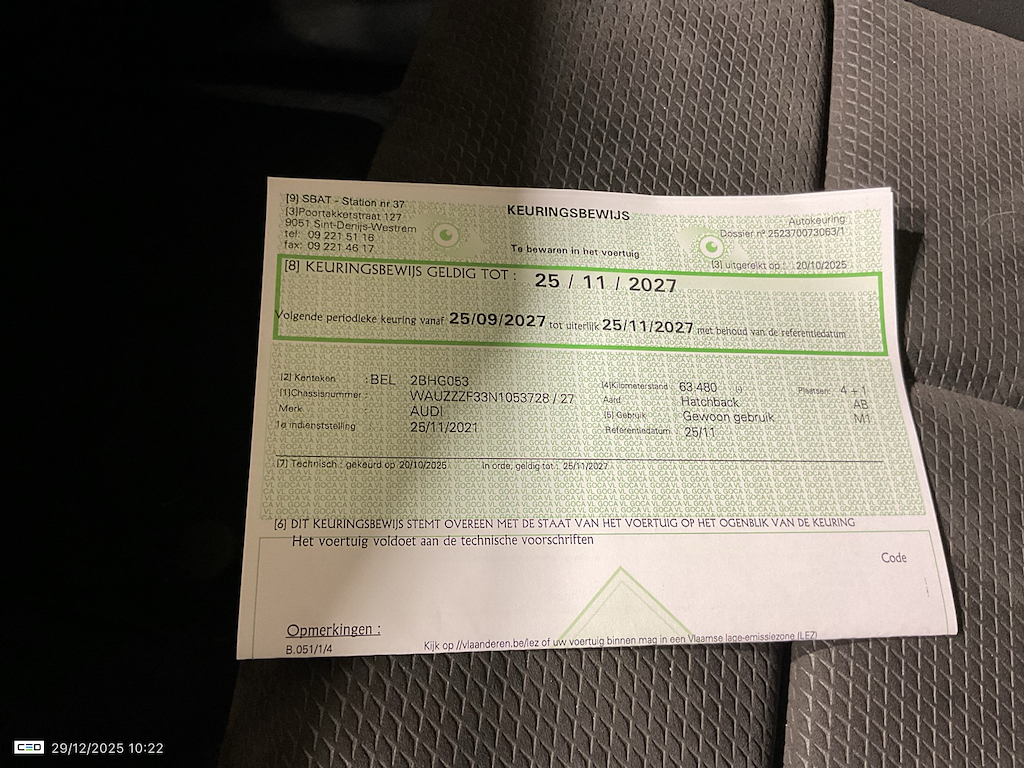 [9] SBAT - Station nr 37
[3]Poortakkerstraat 127
9051 Sint-Denijs-Westrem
tel: 09 221 51 16
fax: 09 221 46 17
KEURINGSBEWIJS
Te bewaren in het voertuig
Autokeuring
Dossier nº 252370073063/1
[3] uitgereikt op : 20/10/2025
[8] KEURINGSBEWIJS GELDIG TOT : 25 / 11 / 2027
Volgende periodieke keuring vanaf 25/09/2027 tot uiterlijk 25/11/2027 met behoud van de referentiedatum
[2] Kenteken : BEL 2BHG053
[1]Chassisnummer : WAUZZZF33N1053728 / 27
Merk : AUDI
1e indienststelling : 25/11/2021
[4]Kilometerstand 63 480 Plaatsen: 4 + 1
Aard Hatchback AB
[5] Gebruik Gewoon gebruik M1
Referentiedatum 25/11
[7] Technisch : gekeurd op 20/10/2025 In orde, geldig tot : 25/11/2027
[6] DIT KEURINGSBEWIJS STEMT OVEREEN MET DE STAAT VAN HET VOERTUIG OP HET OGENBLIK VAN DE KEURING
Het voertuig voldoet aan de technische voorschriften
Code
Opmerkingen :
B.051/1/4
Kijk op //vlaanderen.be/lez of uw voertuig binnen mag in een Vlaamse lage-emissiezone (LEZ)
29/12/2025 10:22